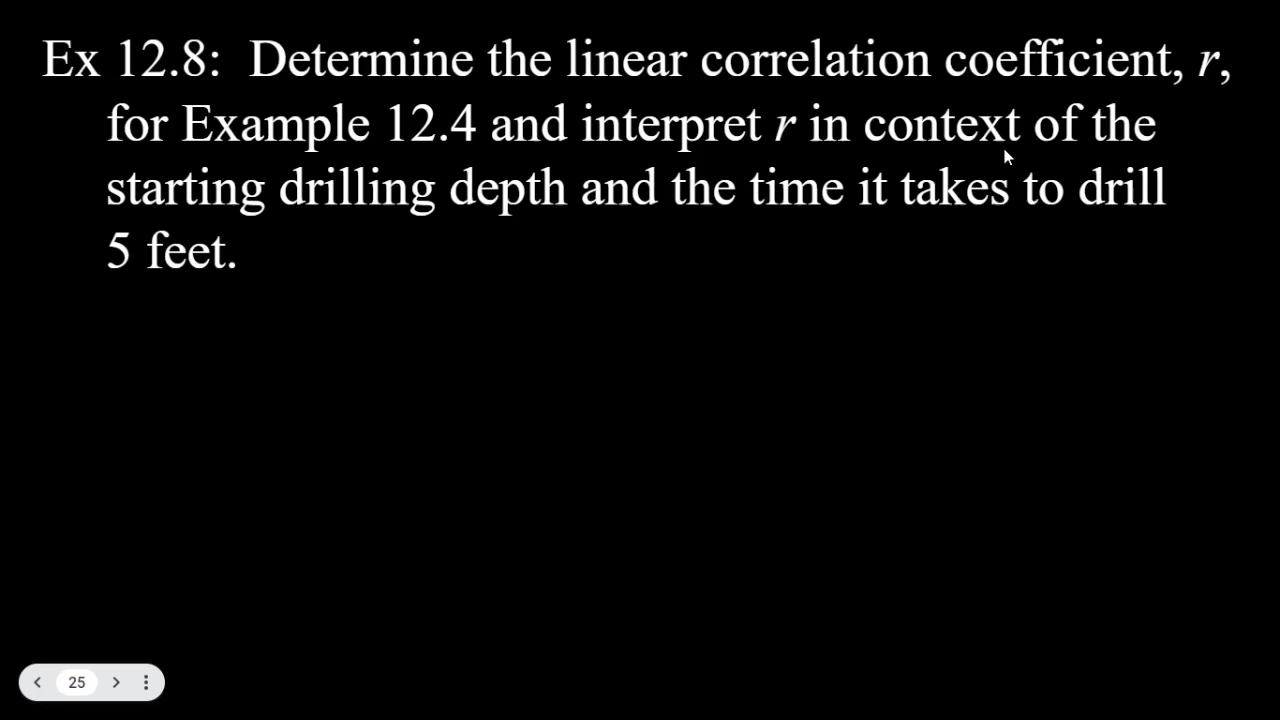 Ex 12.8:  Determine the linear correlation coefficient, r,
for Example 12.4 and interpret r in context of the
starting drilling depth and the time it takes to drill
5 feet.
25